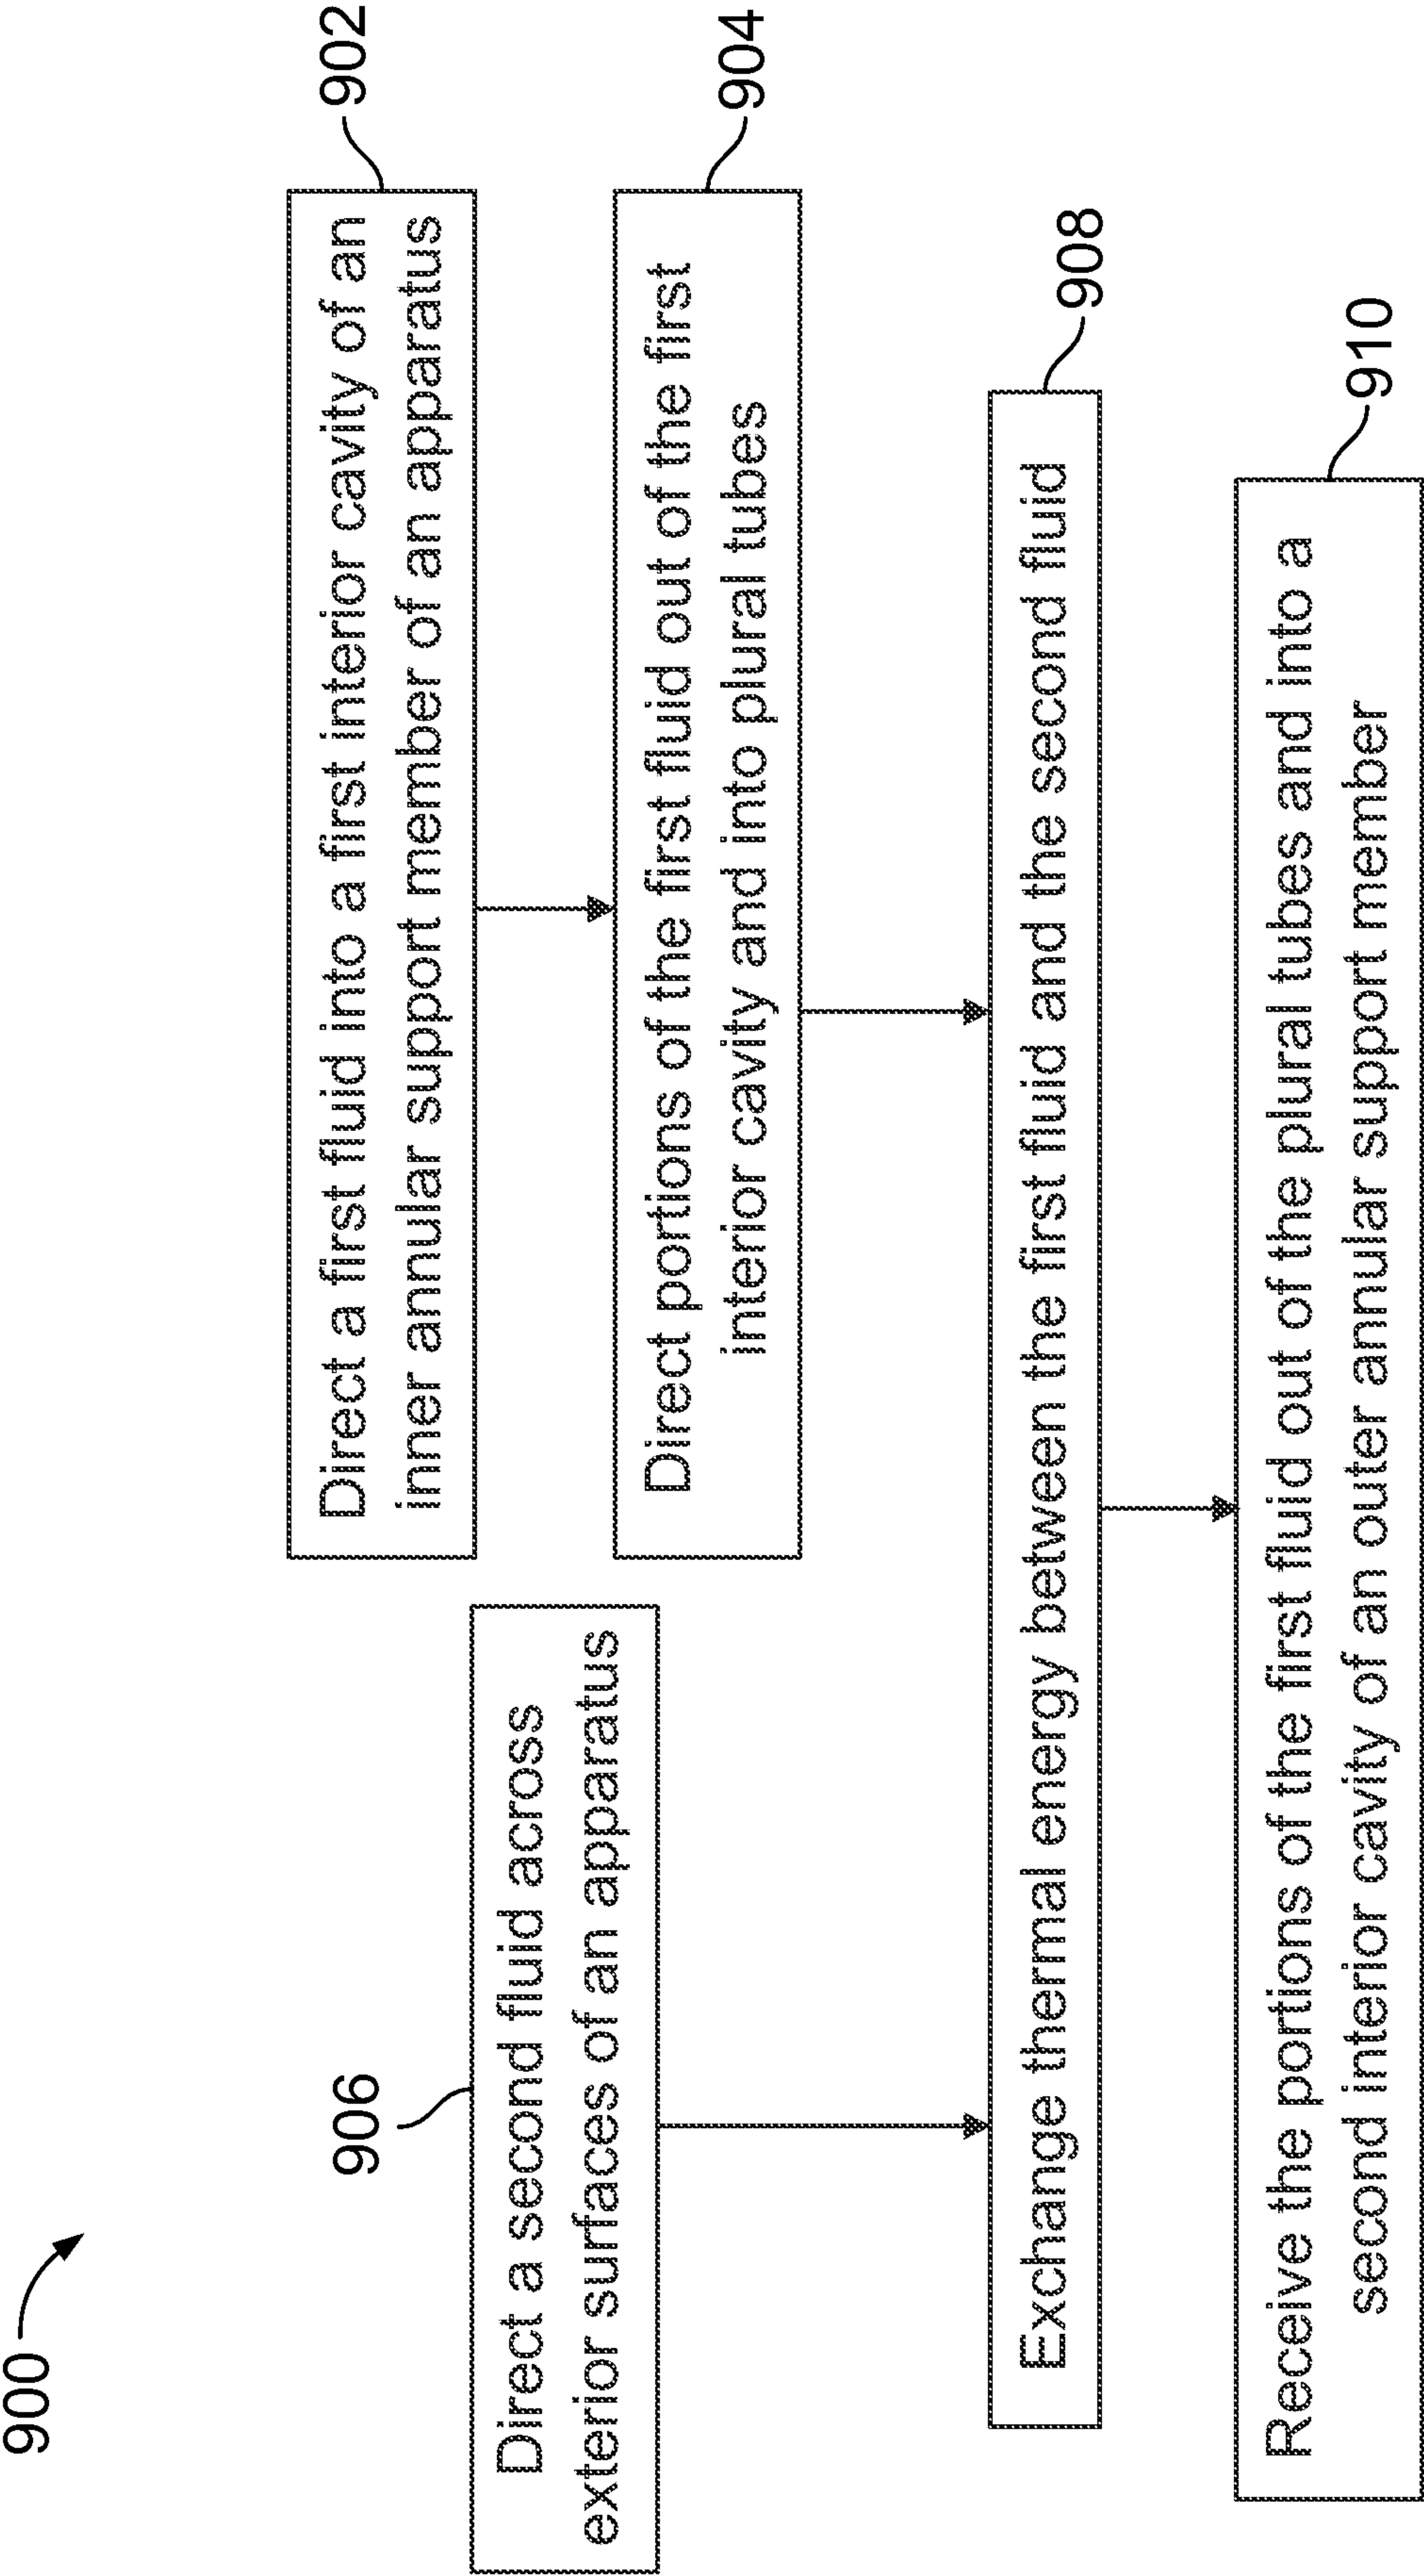 900
902
Direct a first fluid into a first interior cavity of an
inner annular support member of an apparatus
906
Direct a second fluid across
exterior surfaces of an apparatus
904
Direct portions of the first fluid out of the first
interior cavity and into plural tubes
908
Exchange thermal energy between the first fluid and the second fluid
910
Receive the portions of the first fluid out of the plural tubes and into a
second interior cavity of an outer annular support member